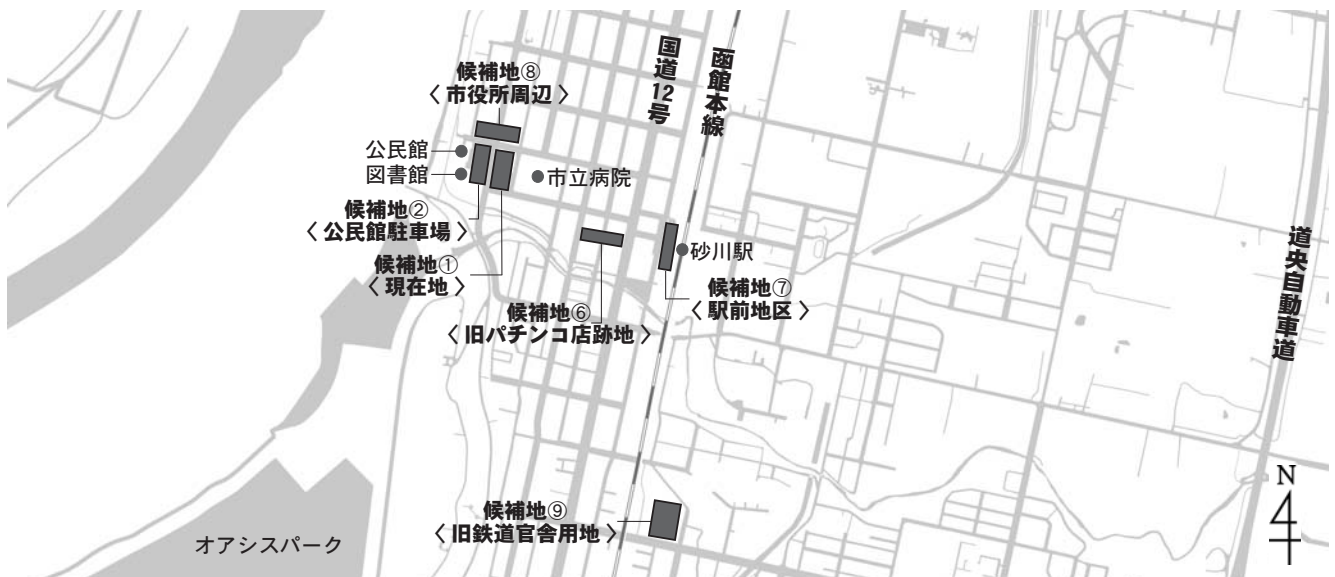 候補地⑧
〈 市役所周辺 〉
国道12号
函館本線
公民館
図書館
市立病院
候補地②
〈 公民館駐車場 〉
候補地①
〈 現在地 〉
砂川駅
候補地⑦
〈 駅前地区 〉
候補地⑥
〈 旧パチンコ店跡地 〉
道央自動車道
候補地⑨
〈 旧鉄道官舎用地 〉
オアシスパーク
N